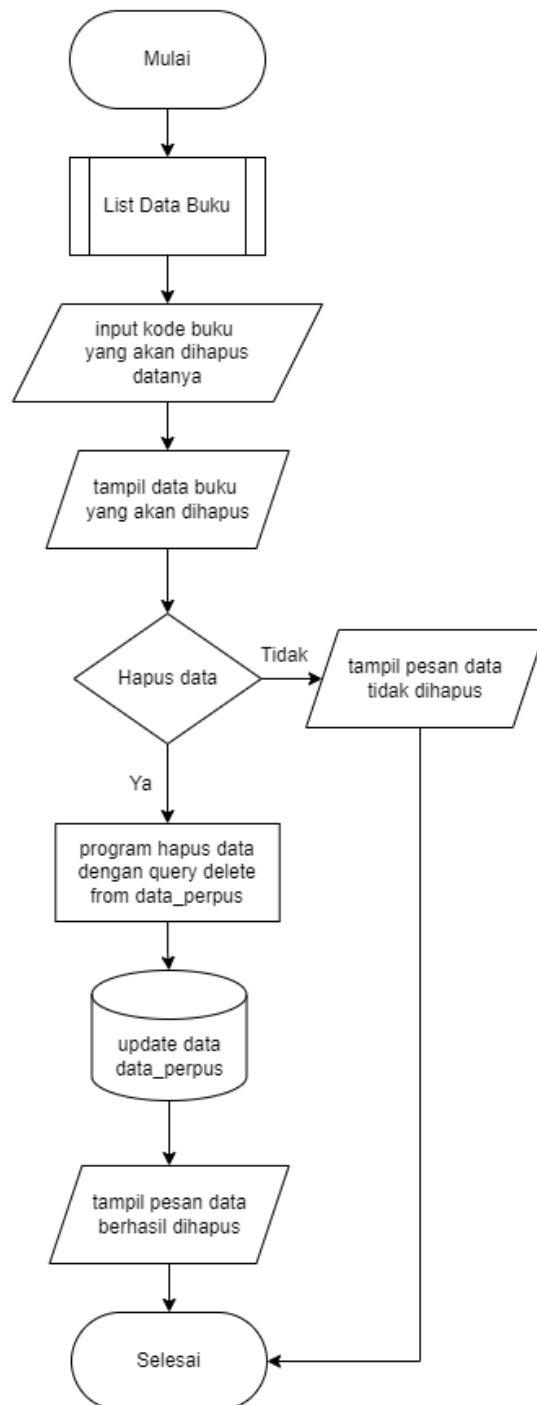 Mulai
List Data Buku
input kode buku
yang akan dihapus
datanya
tampil data buku
yang akan dihapus
Hapus data
Tidak
tampil pesan data
tidak dihapus
Ya
program hapus data
dengan query delete
from data_perpus
update data
data_perpus
tampil pesan data
berhasil dihapus
Selesai